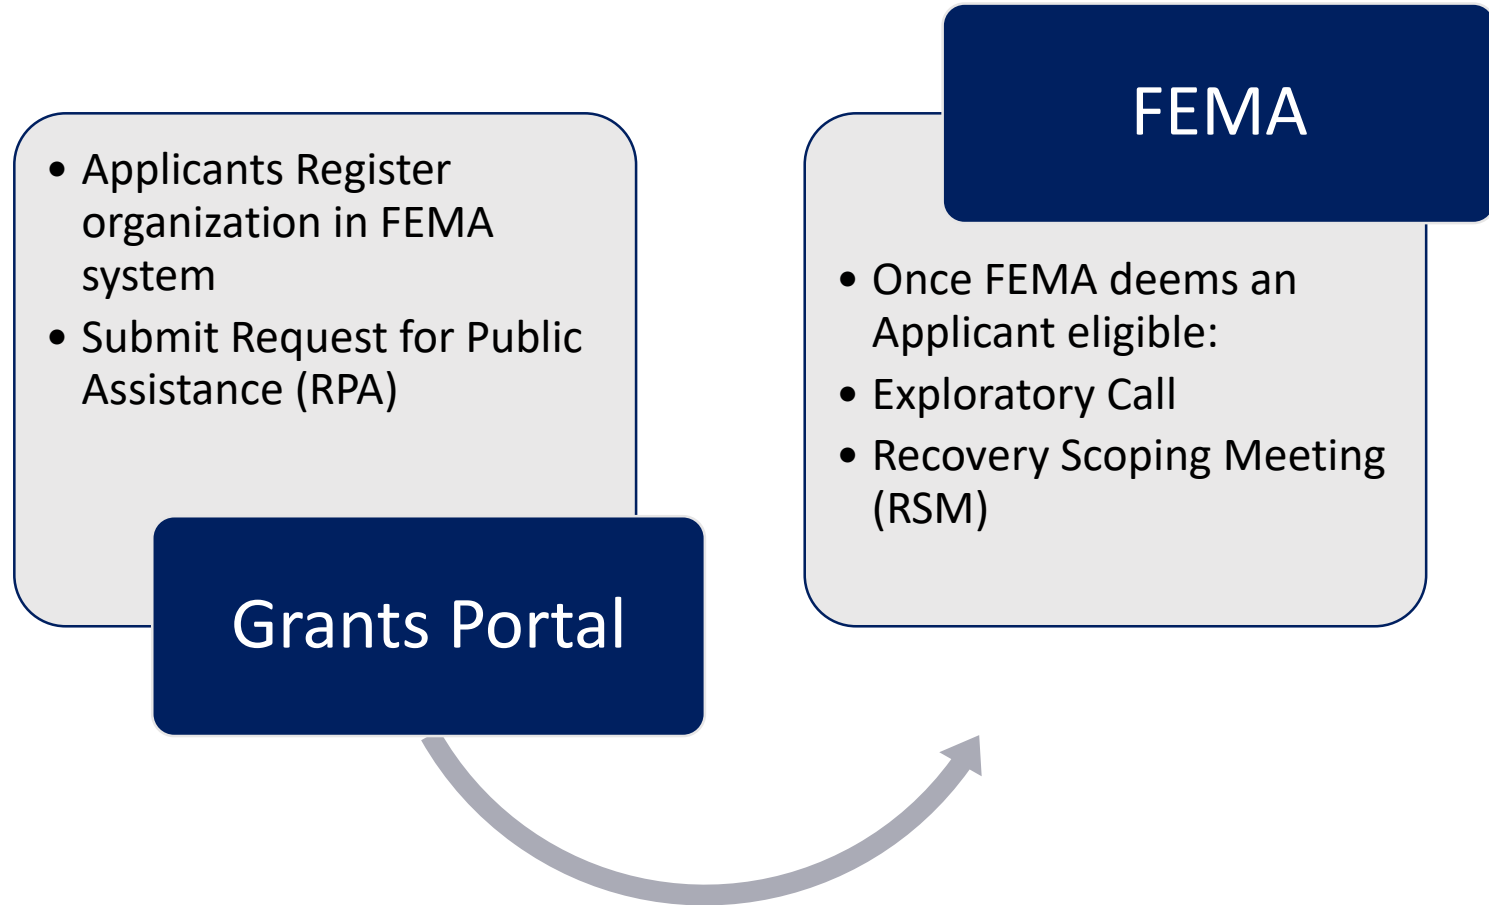 • Applicants Register
organization in FEMA
system
• Submit Request for Public
Assistance (RPA)
Grants Portal
FEMA
• Once FEMA deems an
Applicant eligible:
• Exploratory Call
• Recovery Scoping Meeting
(RSM)